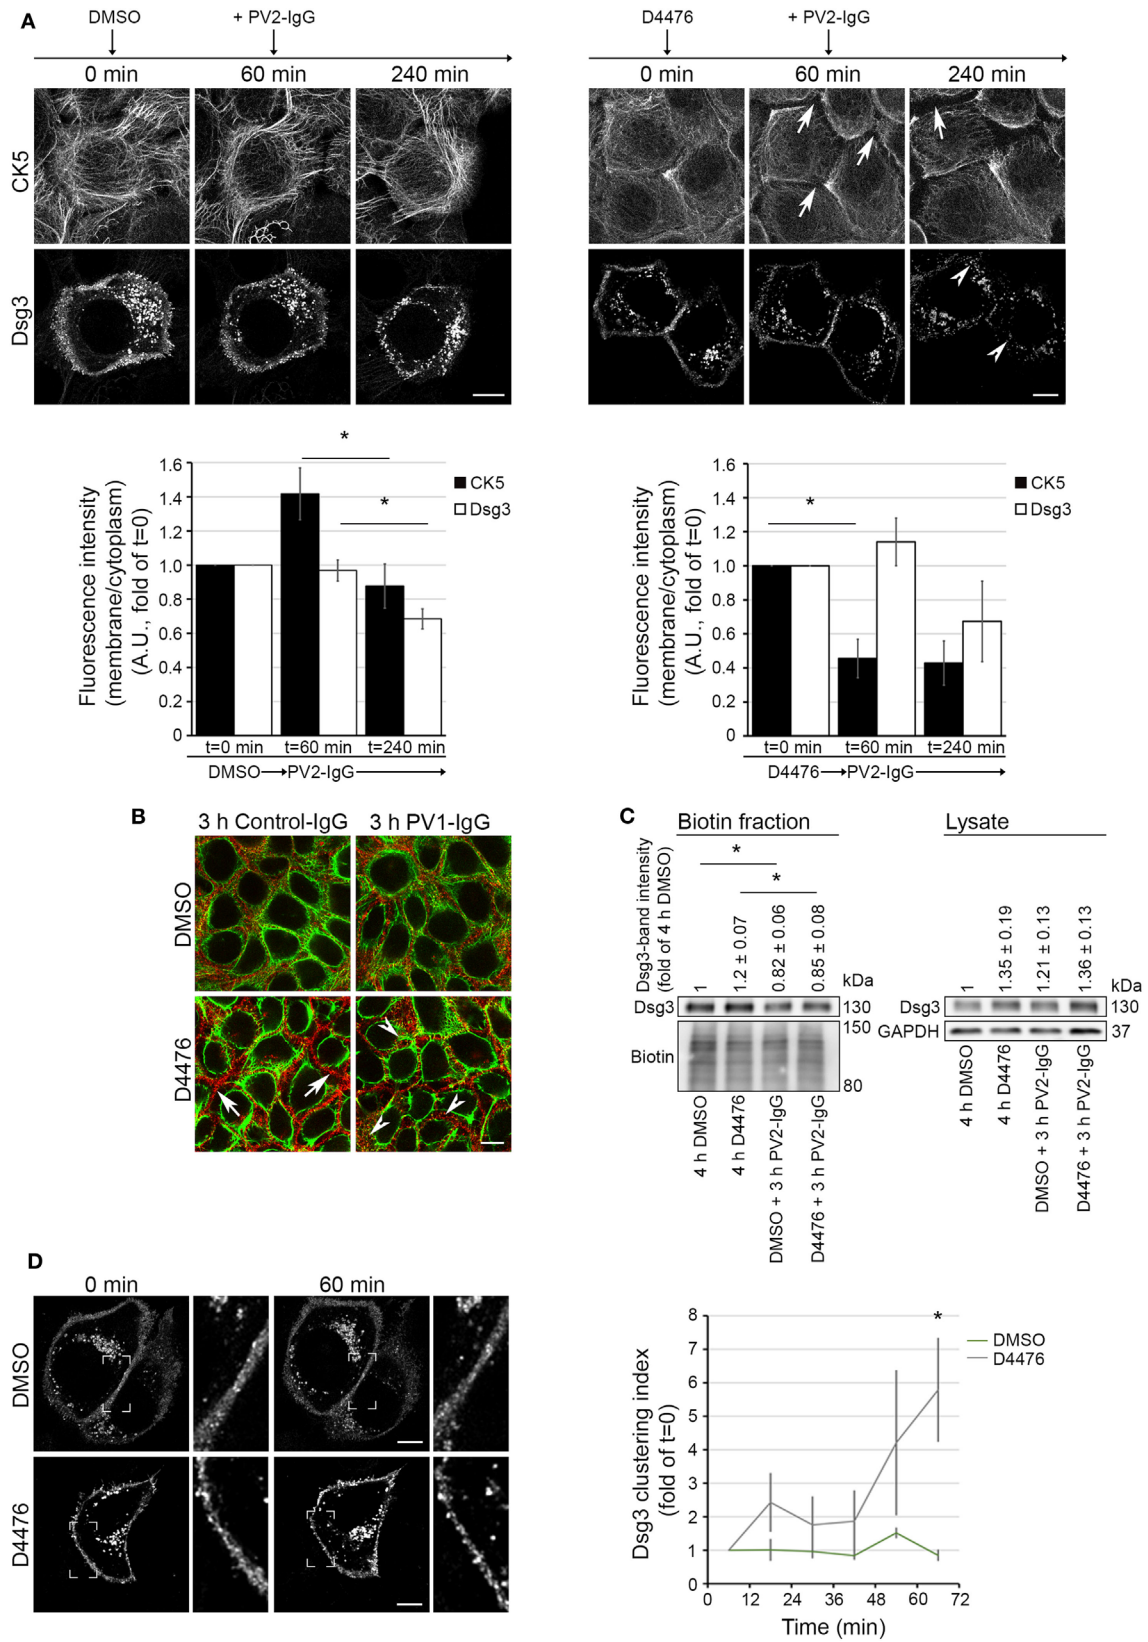 A
DMSO
+ PV2-IgG
0 min
60 min
240 min
D4476
+ PV2-IgG
0 min
60 min
240 min
CK5
Dsg3
Fluorescence intensity
(membrane/cytoplasm)
(A.U., fold of t=0)
1.6
1.4
1.2
1.0
0.8
0.6
0.4
0.2
0
*
*
CK5
Dsg3
t=0 min
t=60 min
t=240 min
DMSO
PV2-IgG
Fluorescence intensity
(membrane/cytoplasm)
(A.U., fold of t=0)
1.6
1.4
1.2
1.0
0.8
0.6
0.4
0.2
0
*
CK5
Dsg3
t=0 min
t=60 min
t=240 min
D4476
PV2-IgG
B
3 h Control-IgG
3 h PV1-IgG
DMSO
D4476
C
Biotin fraction
Lysate
Dsg3-band intensity
(fold of 4 h DMSO)
*
*
1
1.2 ± 0.07
0.82 ± 0.06
0.85 ± 0.08
kDa
Dsg3
130
150
Biotin
80
4 h DMSO
4 h D4476
DMSO + 3 h PV2-IgG
D4476 + 3 h PV2-IgG
1
1.35 ± 0.19
1.21 ± 0.13
1.36 ± 0.13
kDa
Dsg3
130
GAPDH
37
4 h DMSO
4 h D4476
DMSO + 3 h PV2-IgG
D4476 + 3 h PV2-IgG
D
0 min
60 min
DMSO
D4476
Dsg3 clustering index
(fold of t=0)
8
7
6
5
4
3
2
1
0
*
DMSO
D4476
0
12
24
36
48
60
72
Time (min)